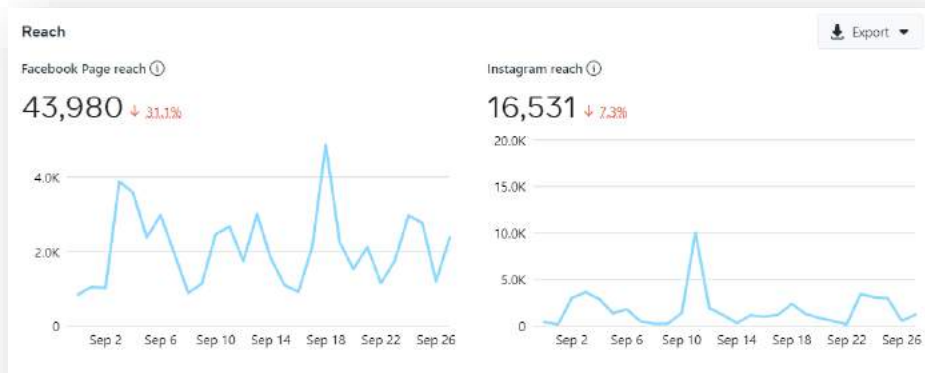 Reach
Export
Facebook Page reach
43,980 ↓ 31.1%
4.0K
2.0K
0
Sep 2 Sep 6 Sep 10 Sep 14 Sep 18 Sep 22 Sep 26
Instagram reach
16,531 ↓ 7.3%
20.0K
15.0K
10.0K
5.0K
0
Sep 2 Sep 6 Sep 10 Sep 14 Sep 18 Sep 22 Sep 26